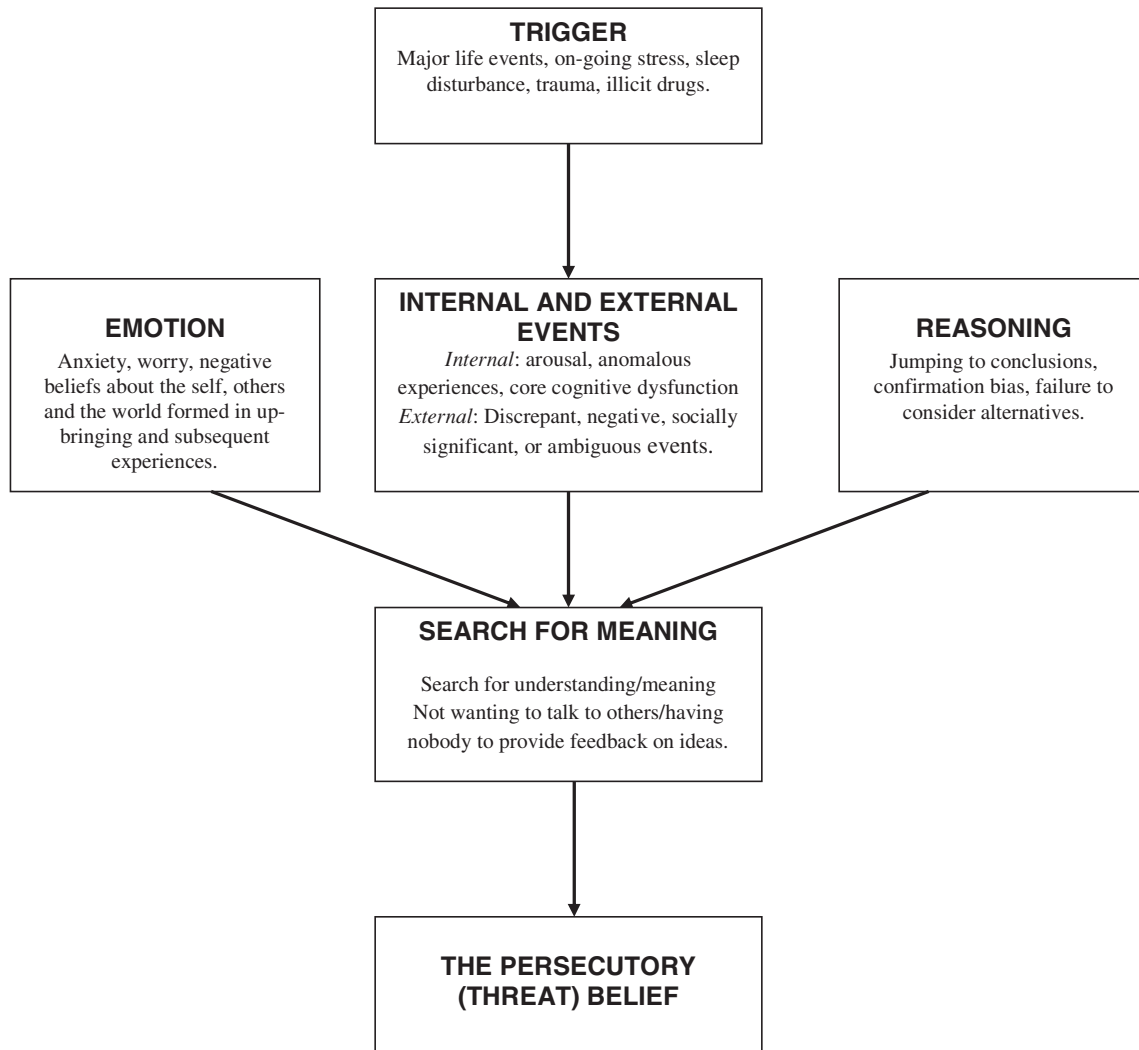 TRIGGER
Major life events, on-going stress, sleep
disturbance, trauma, illicit drugs.
EMOTION
Anxiety, worry, negative
beliefs about the self, others
and the world formed in up-
bringing and subsequent
experiences.
INTERNAL AND EXTERNAL
EVENTS
Internal: arousal, anomalous
experiences, core cognitive dysfunction
External: Discrepant, negative, socially
significant, or ambiguous events.
REASONING
Jumping to conclusions,
confirmation bias, failure to
consider alternatives.
SEARCH FOR MEANING
Search for understanding/meaning
Not wanting to talk to others/having
nobody to provide feedback on ideas.
THE PERSECUTORY
(THREAT) BELIEF